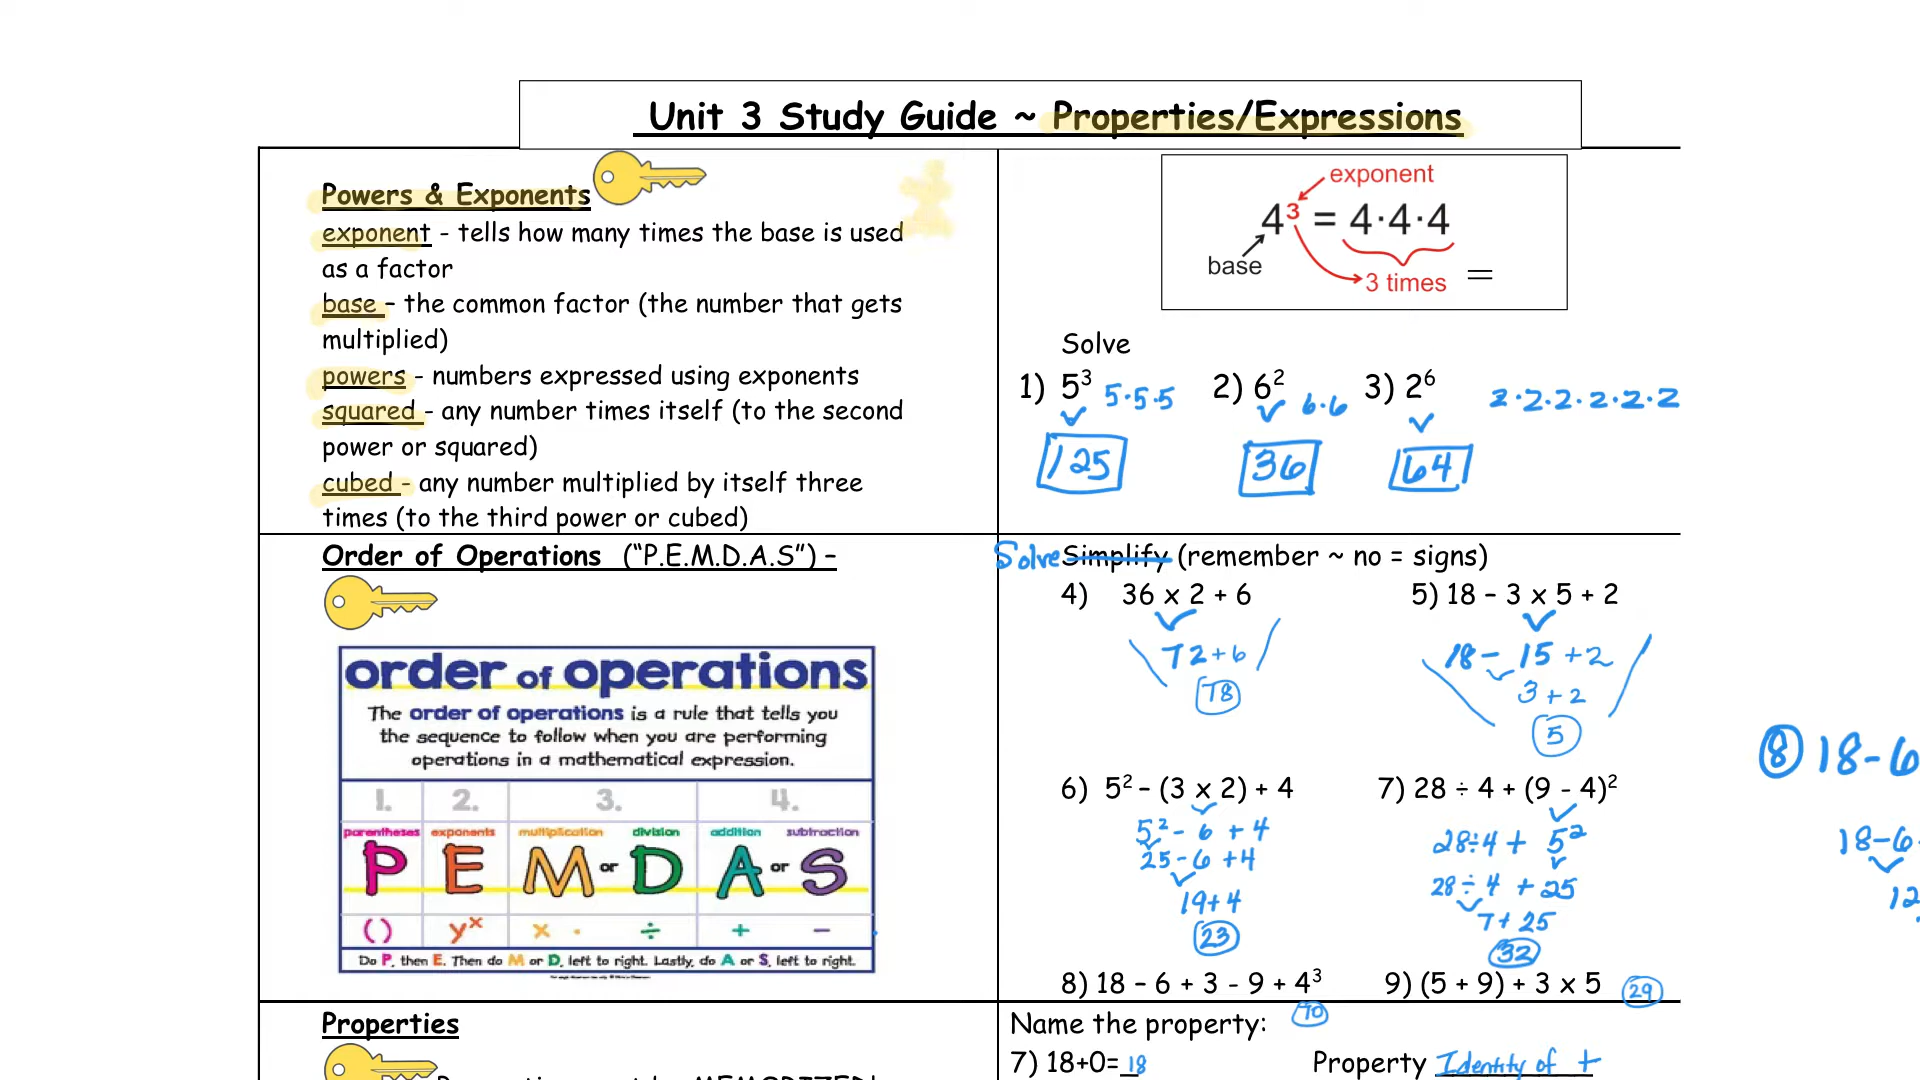 Unit 3 Study Guide ~ Properties/Expressions
Powers & Exponents
exponent - tells how many times the base is used
as a factor
base – the common factor (the number that gets
multiplied)
powers - numbers expressed using exponents
squared - any number times itself (to the second
power or squared)
cubed - any number multiplied by itself three
times (to the third power or cubed)
exponent
4³ = 4·4·4
base
3 times =
Solve
1) 5³ 5·5·5 2) 6² 6·6 3) 2⁶ 2·2·2·2·2·2
125 36 64
Order of Operations ("P.E.M.D.A.S") –
order of operations
The order of operations is a rule that tells you
the sequence to follow when you are performing
operations in a mathematical expression.
1. 2. 3. 4.
parentheses exponents multiplication division addition subtraction
P E M or D A or S
( ) yˣ × · ÷ + −
Do P, then E. Then do M or D, left to right. Lastly, do A or S, left to right.
Solve Simplify (remember ~ no = signs)
4) 36 x 2 + 6 5) 18 – 3 x 5 + 2
72+6 18 – 15 + 2
78 3 + 2
5
6) 5² – (3 x 2) + 4 7) 28 ÷ 4 + (9 - 4)²
5² - 6 + 4 28÷4 + 5²
25 - 6 + 4 28 ÷ 4 + 25
19+4 7 + 25
23 32
8) 18 – 6 + 3 - 9 + 4³ 9) (5 + 9) + 3 x 5 29
70
8 18-6
18-6
12
Properties
Name the property:
7) 18+0= 18 Property Identity of +